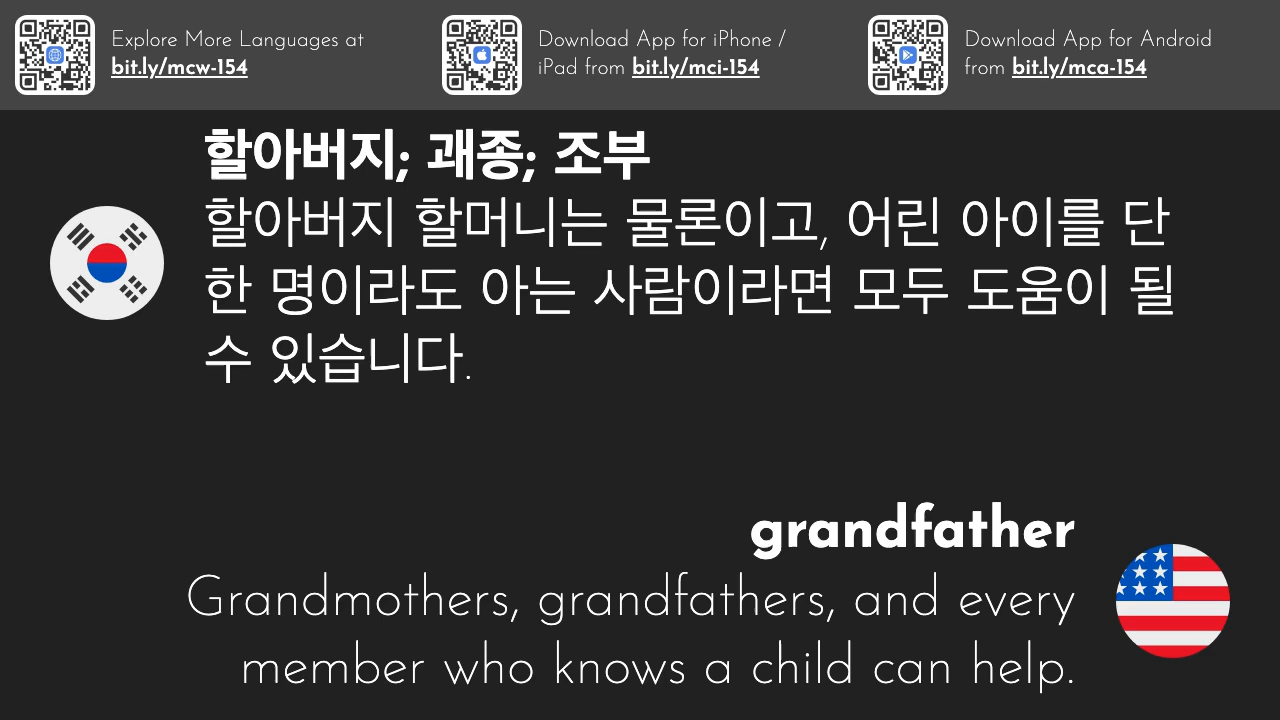 Explore More Languages at
bit.ly/mcw-154
Download App for iPhone /
iPad from bit.ly/mci-154
Download App for Android
from bit.ly/mca-154
할아버지; 괘종; 조부
할아버지 할머니는 물론이고, 어린 아이를 단
한 명이라도 아는 사람이라면 모두 도움이 될
수 있습니다.
grandfather
Grandmothers, grandfathers, and every
member who knows a child can help.